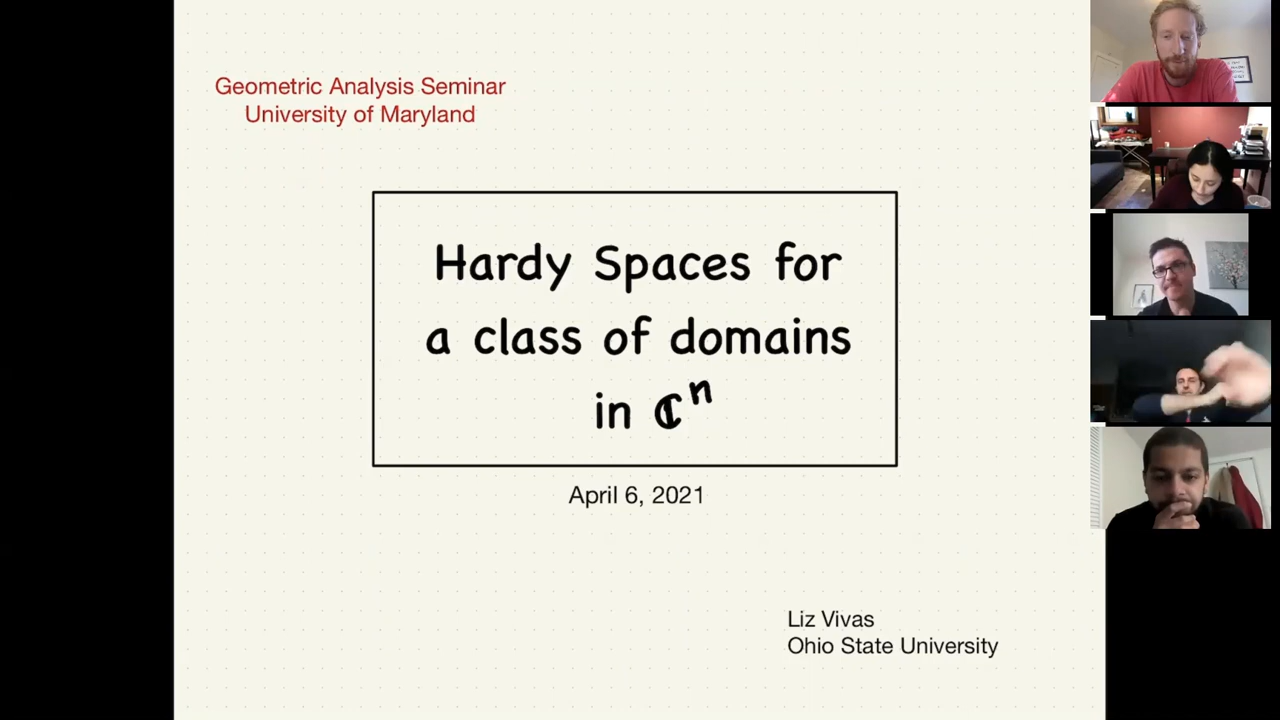 Geometric Analysis Seminar
University of Maryland
Hardy Spaces for
a class of domains
in ℂⁿ
April 6, 2021
Liz Vivas
Ohio State University